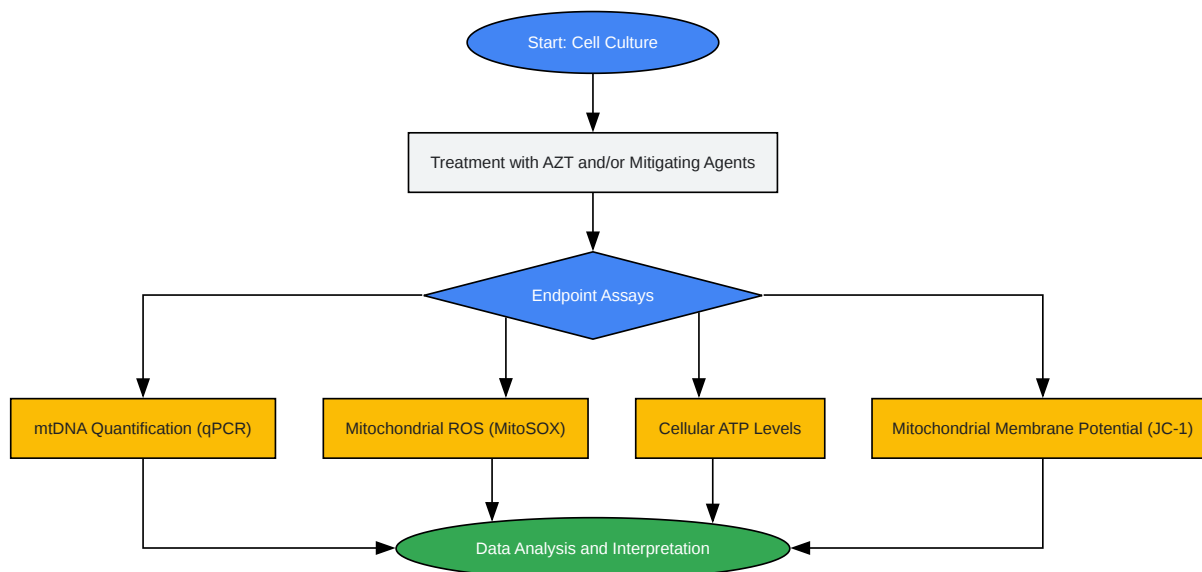 Start: Cell Culture
Treatment with AZT and/or Mitigating Agents
Endpoint Assays
mtDNA Quantification (qPCR)
Mitochondrial ROS (MitoSOX)
Cellular ATP Levels
Mitochondrial Membrane Potential (JC-1)
Data Analysis and Interpretation